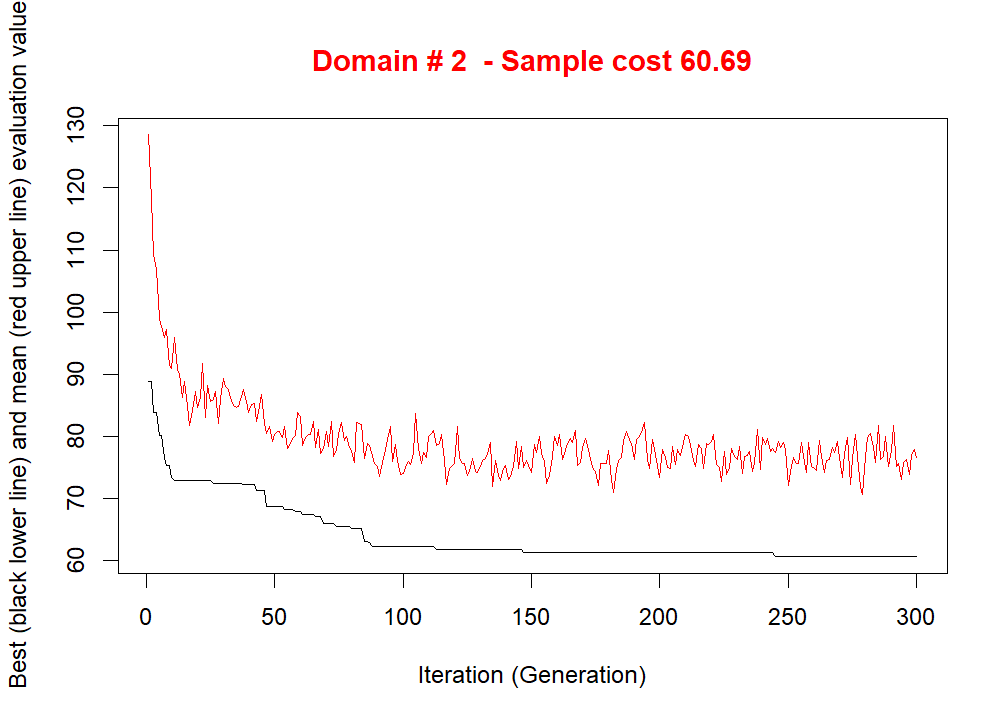 Domain # 2  - Sample cost 60.69
Best (black lower line) and mean (red upper line) evaluation value
130
120
110
100
90
80
70
60
0 50 100 150 200 250 300
Iteration (Generation)